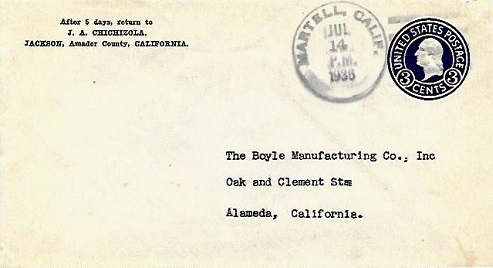 After 5 days, return to
J. A. CHICHIZOLA,
JACKSON, Amador County, CALIFORNIA.
MARTELL, CALIF.
JUL
14
P.M.
1936
UNITED STATES POSTAGE
3 CENTS 3
The Boyle Manufacturing Co., Inc
Oak and Clement Sts
Alameda, California.